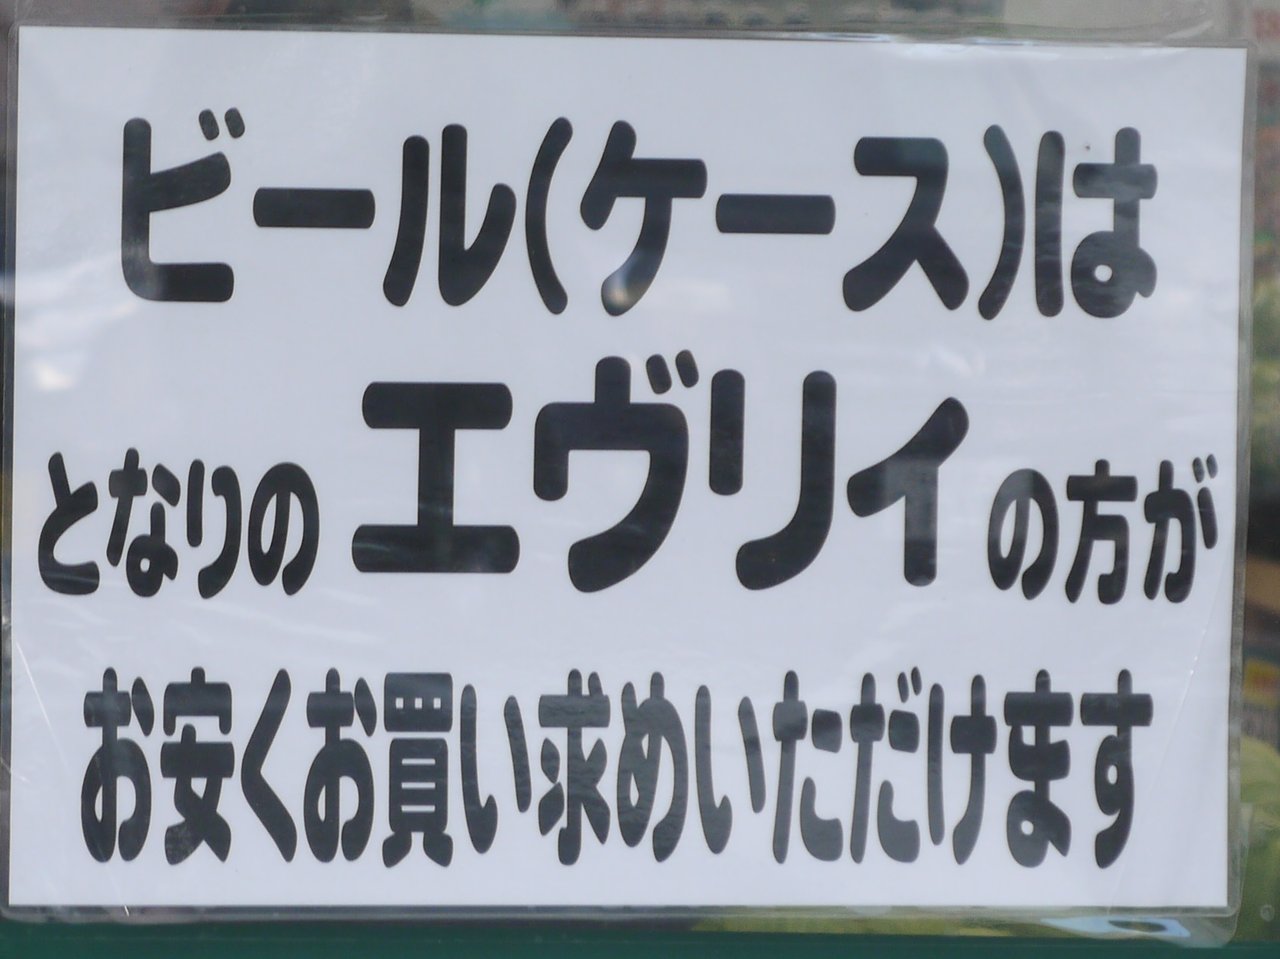 ビール(ケース)は
となりのエヴリィの方が
お安くお買い求めいただけます